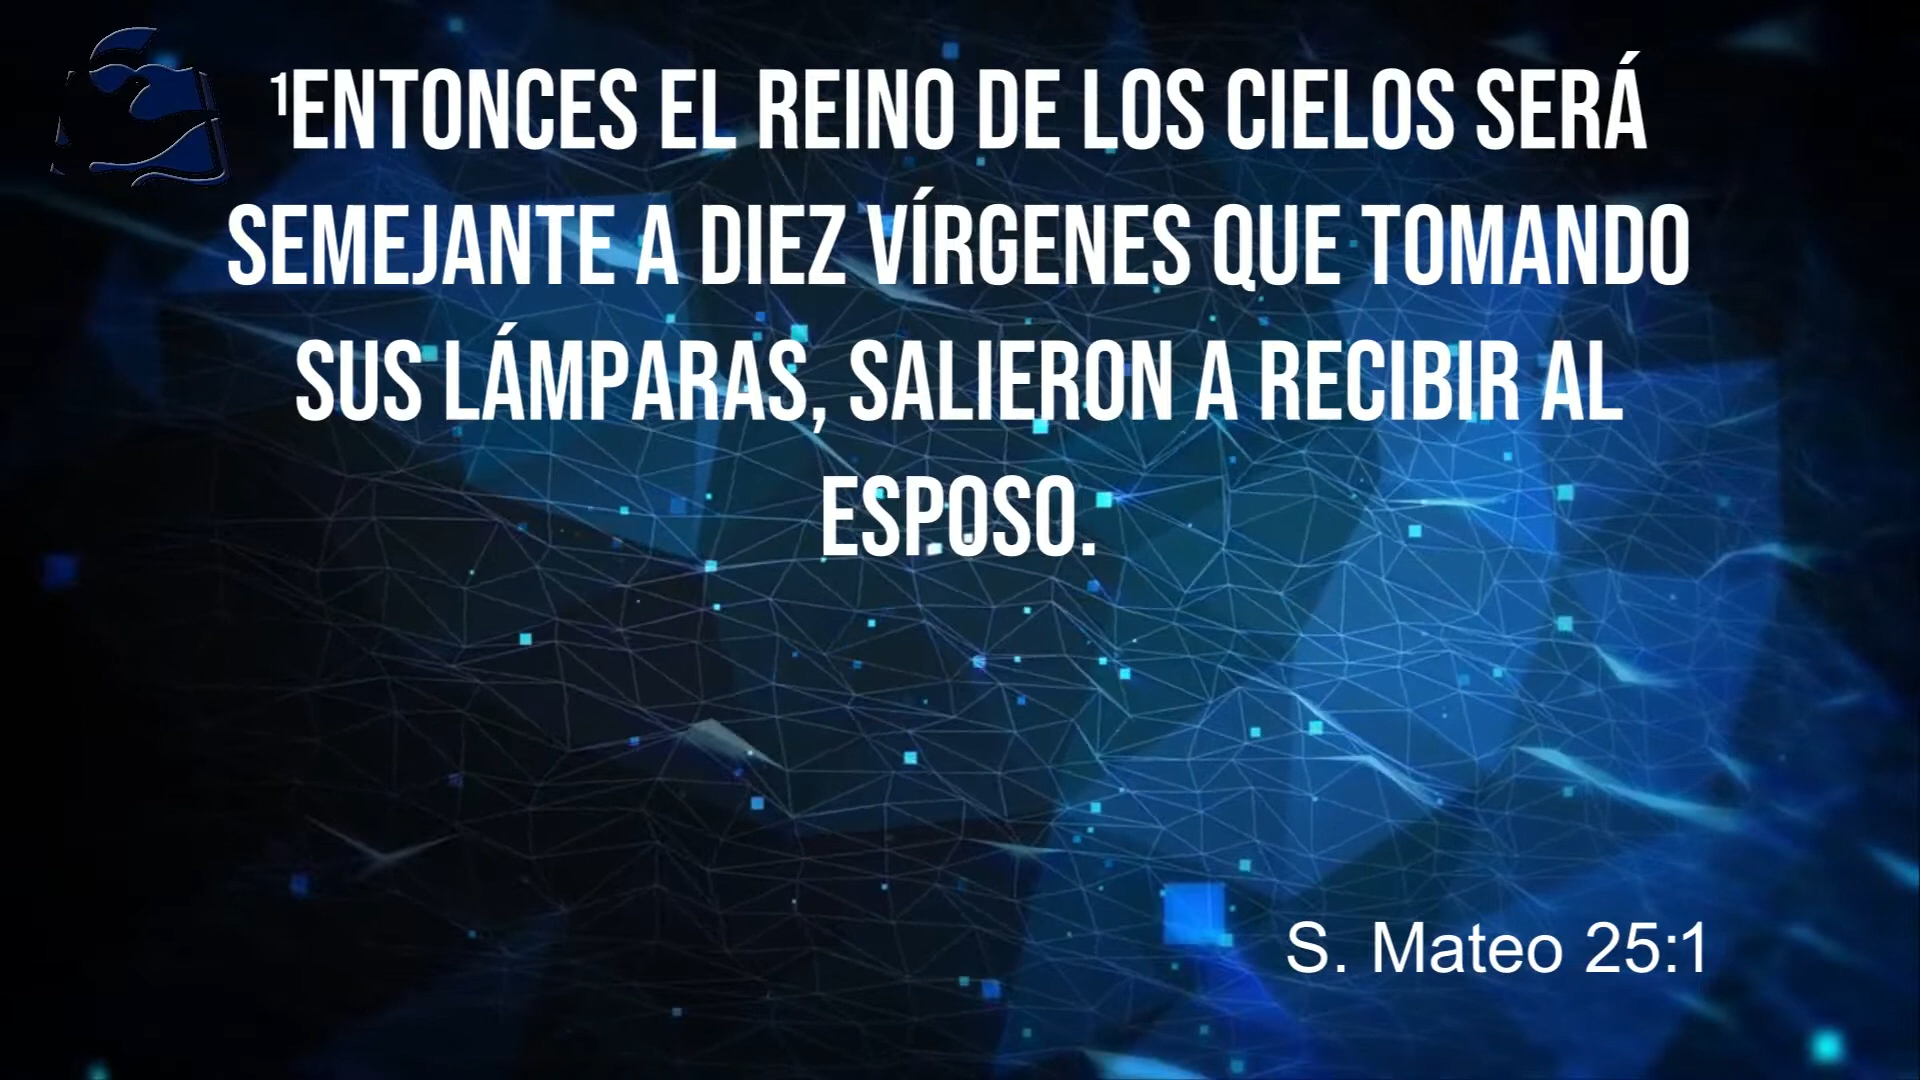 ¹ENTONCES EL REINO DE LOS CIELOS SERÁ
SEMEJANTE A DIEZ VÍRGENES QUE TOMANDO
SUS LÁMPARAS, SALIERON A RECIBIR AL
ESPOSO.
S. Mateo 25:1